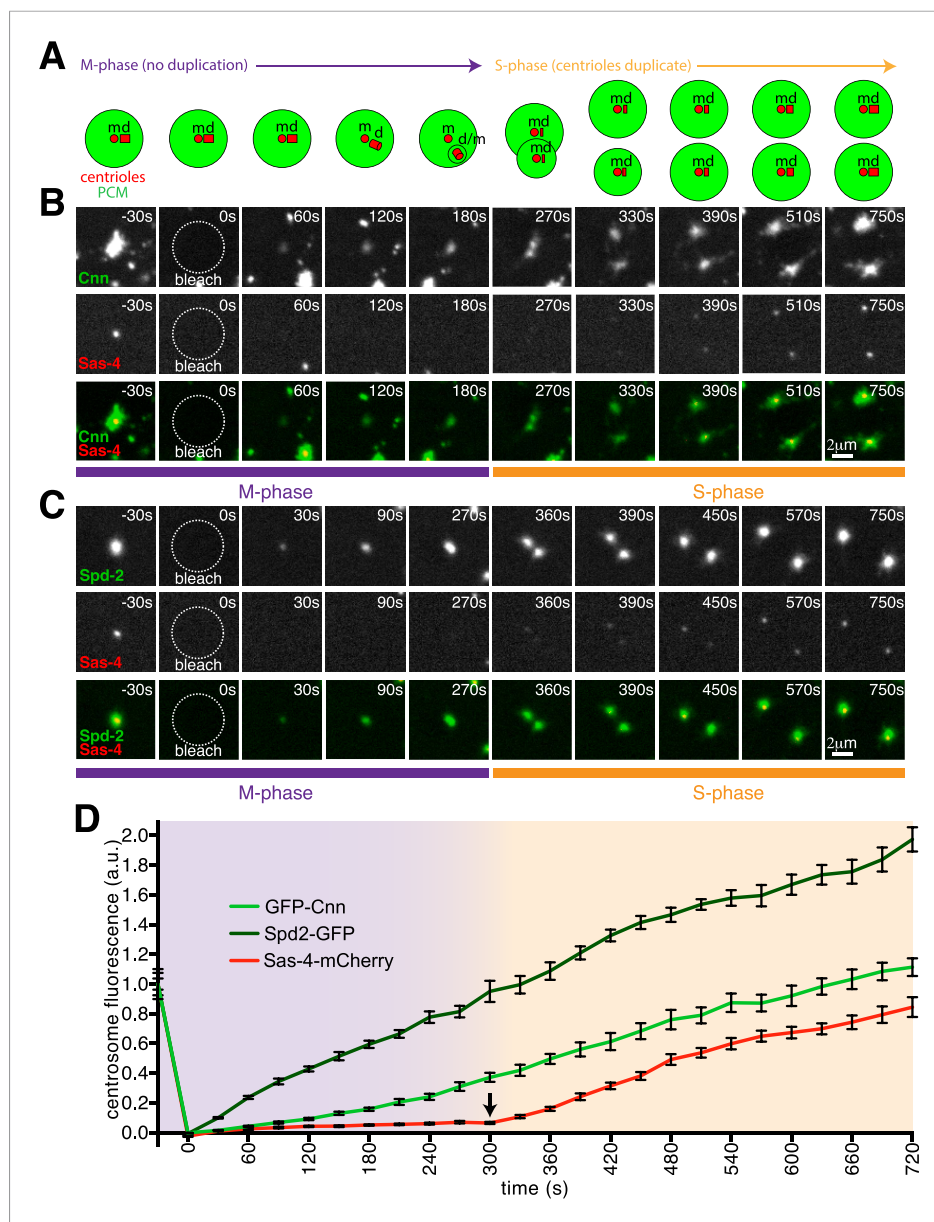 A
M-phase (no duplication)
S-phase (centrioles duplicate)
md md md m d m d/m md md md md md md
md md md md
centrioles
PCM
B
-30s 0s 60s 120s 180s 270s 330s 390s 510s 750s
Cnn bleach
-30s 0s 60s 120s 180s 270s 330s 390s 510s 750s
Sas-4 bleach
-30s 0s 60s 120s 180s 270s 330s 390s 510s 750s
Cnn
Sas-4 bleach 2μm
M-phase S-phase
C
-30s 0s 30s 90s 270s 360s 390s 450s 570s 750s
Spd-2 bleach
-30s 0s 30s 90s 270s 360s 390s 450s 570s 750s
Sas-4 bleach
-30s 0s 30s 90s 270s 360s 390s 450s 570s 750s
Spd-2
Sas-4 bleach 2μm
M-phase S-phase
D
centrosome fluorescence (a.u.)
2.0
1.8
1.6
1.4
1.2
1.0
0.8
0.6
0.4
0.2
0.0
GFP-Cnn
Spd2-GFP
Sas-4-mCherry
0 60 120 180 240 300 360 420 480 540 600 660 720
time (s)